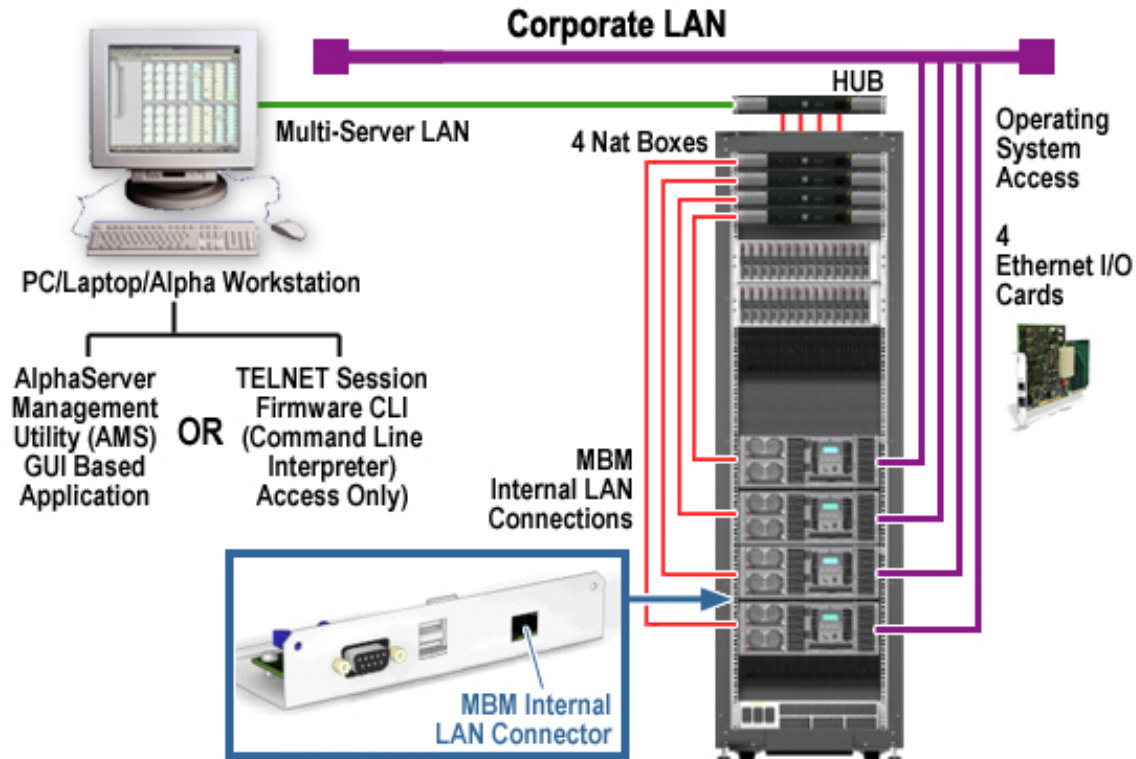 Corporate LAN
HUB
Multi-Server LAN
4 Nat Boxes
Operating
System
Access
4
Ethernet I/O
Cards
PC/Laptop/Alpha Workstation
AlphaServer
Management
Utility (AMS)
GUI Based
Application
OR
TELNET Session
Firmware CLI
(Command Line
Interpreter)
Access Only)
MBM
Internal LAN
Connections
MBM Internal
LAN Connector